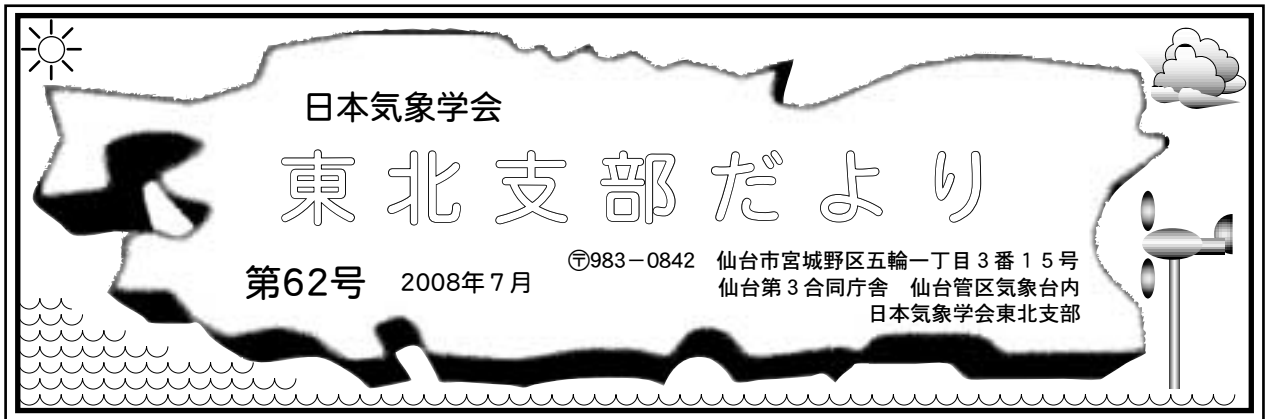 日本気象学会
東北支部だより
第62号 2008年7月
〒983−0842 仙台市宮城野区五輪一丁目3番15号
仙台第3合同庁舎 仙台管区気象台内
日本気象学会東北支部